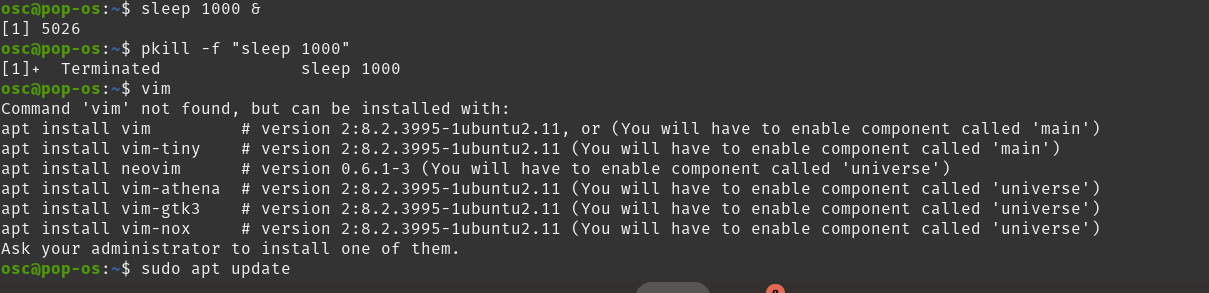 osc@pop-os:~$ sleep 1000 &
[1] 5026
osc@pop-os:~$ pkill -f "sleep 1000"
[1]+  Terminated              sleep 1000
osc@pop-os:~$ vim
Command 'vim' not found, but can be installed with:
apt install vim         # version 2:8.2.3995-1ubuntu2.11, or (You will have to enable component called 'main')
apt install vim-tiny    # version 2:8.2.3995-1ubuntu2.11 (You will have to enable component called 'main')
apt install neovim      # version 0.6.1-3 (You will have to enable component called 'universe')
apt install vim-athena  # version 2:8.2.3995-1ubuntu2.11 (You will have to enable component called 'universe')
apt install vim-gtk3    # version 2:8.2.3995-1ubuntu2.11 (You will have to enable component called 'universe')
apt install vim-nox     # version 2:8.2.3995-1ubuntu2.11 (You will have to enable component called 'universe')
Ask your administrator to install one of them.
osc@pop-os:~$ sudo apt update